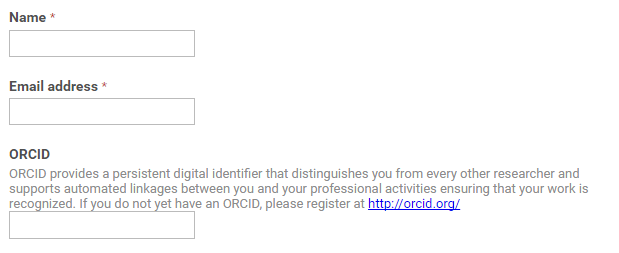 Name *
Email address *
ORCID
ORCID provides a persistent digital identifier that distinguishes you from every other researcher and
supports automated linkages between you and your professional activities ensuring that your work is
recognized. If you do not yet have an ORCID, please register at http://orcid.org/